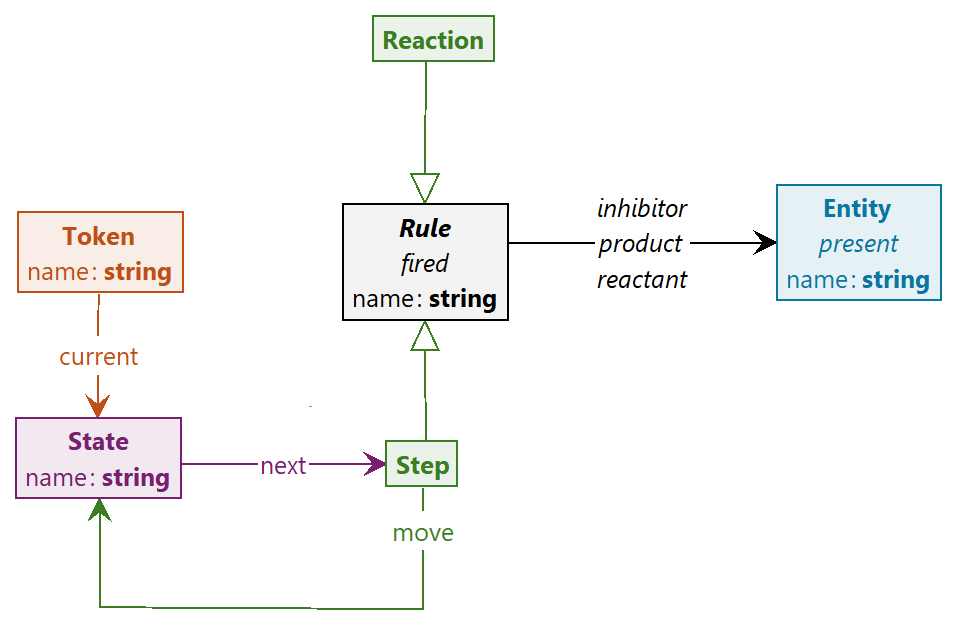 Reaction
Rule
fired
name: string
inhibitor
product
reactant
Entity
present
name: string
Token
name: string
current
State
name: string
next
Step
move